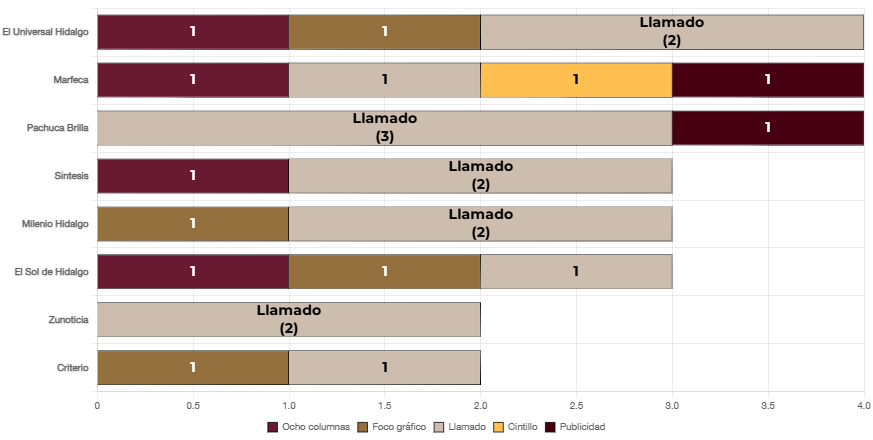 El Universal Hidalgo
1
1
Llamado
(2)
Marfeca
1
1
1
1
Pachuca Brilla
Llamado
(3)
1
Síntesis
1
Llamado
(2)
Milenio Hidalgo
1
Llamado
(2)
El Sol de Hidalgo
1
1
1
Zunoticia
Llamado
(2)
Criterio
1
1
0 0.5 1.0 1.5 2.0 2.5 3.0 3.5 4.0
Ocho columnas Foco gráfico Llamado Cintillo Publicidad